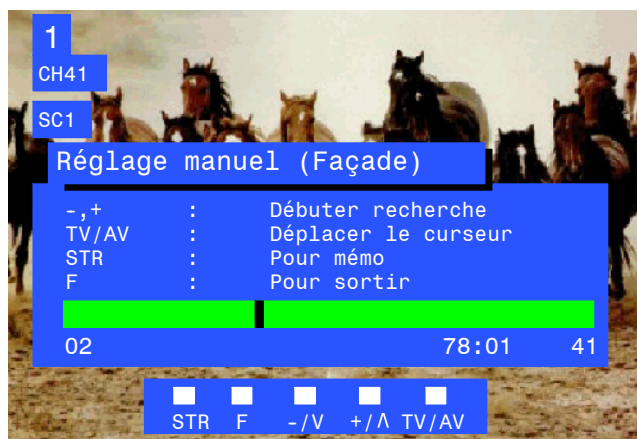 1
CH41
SC1
Réglage manuel (Façade)
-,+ : Débuter recherche
TV/AV : Déplacer le curseur
STR : Pour mémo
F : Pour sortir
02 78:01 41
STR F -/V +/Λ TV/AV